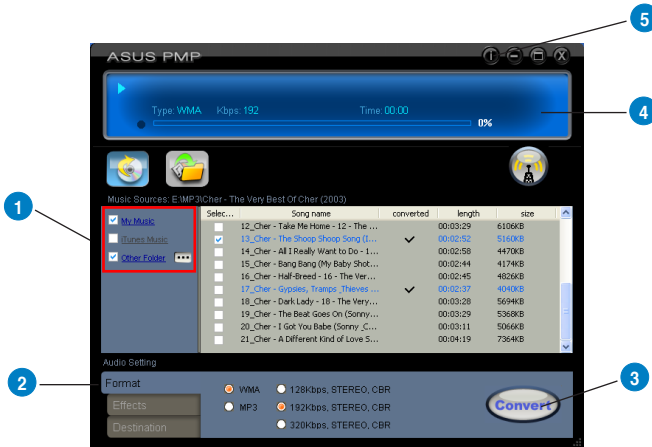 5
ASUS PMP
Type: WMA Kbps: 192 Time: 00:00
0%
4
Music Sources: E:\MP3\Cher - The Very Best Of Cher (2003)
1
My Music
iTunes Music
Other Folder
Selec... Song name converted length size
12_Cher - Take Me Home - 12 - The ... 00:03:29 6106KB
13_Cher - The Shoop Shoop Song (I... 00:02:52 5160KB
14_Cher - All I Really Want to Do - 1... 00:02:58 4470KB
15_Cher - Bang Bang (My Baby Shot... 00:02:44 4174KB
16_Cher - Half-Breed - 16 - The Ver... 00:02:45 4826KB
17_Cher - Gypsies, Tramps _Thieves ... 00:02:37 4040KB
18_Cher - Dark Lady - 18 - The Very... 00:03:28 5694KB
19_Cher - The Beat Goes On (Sonny... 00:03:29 5368KB
20_Cher - I Got You Babe (Sonny _C... 00:03:11 5066KB
21_Cher - A Different Kind of Love S... 00:04:19 7364KB
Audio Setting
2
Format
Effects
Destination
WMA
MP3
128Kbps, STEREO, CBR
192Kbps, STEREO, CBR
320Kbps, STEREO, CBR
Convert
3